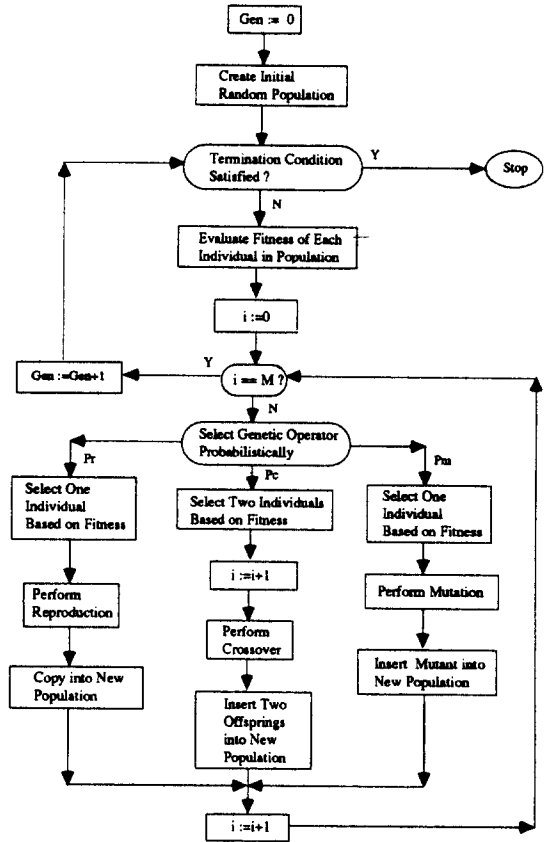 Gen := 0
Create Initial
Random Population
Termination Condition
Satisfied ?
Y
Stop
N
Evaluate Fitness of Each
Individual in Population
i :=0
Y
Gen :=Gen+1
i == M ?
N
Select Genetic Operator
Probabilistically
Pr
Pc
Pm
Select One
Individual
Based on Fitness
Select Two Individuals
Based on Fitness
Select One
Individual
Based on Fitness
i :=i+1
Perform
Reproduction
Perform Mutation
Perform
Crossover
Copy into New
Population
Insert Mutant into
New Population
Insert Two
Offsprings
into New
Population
i :=i+1